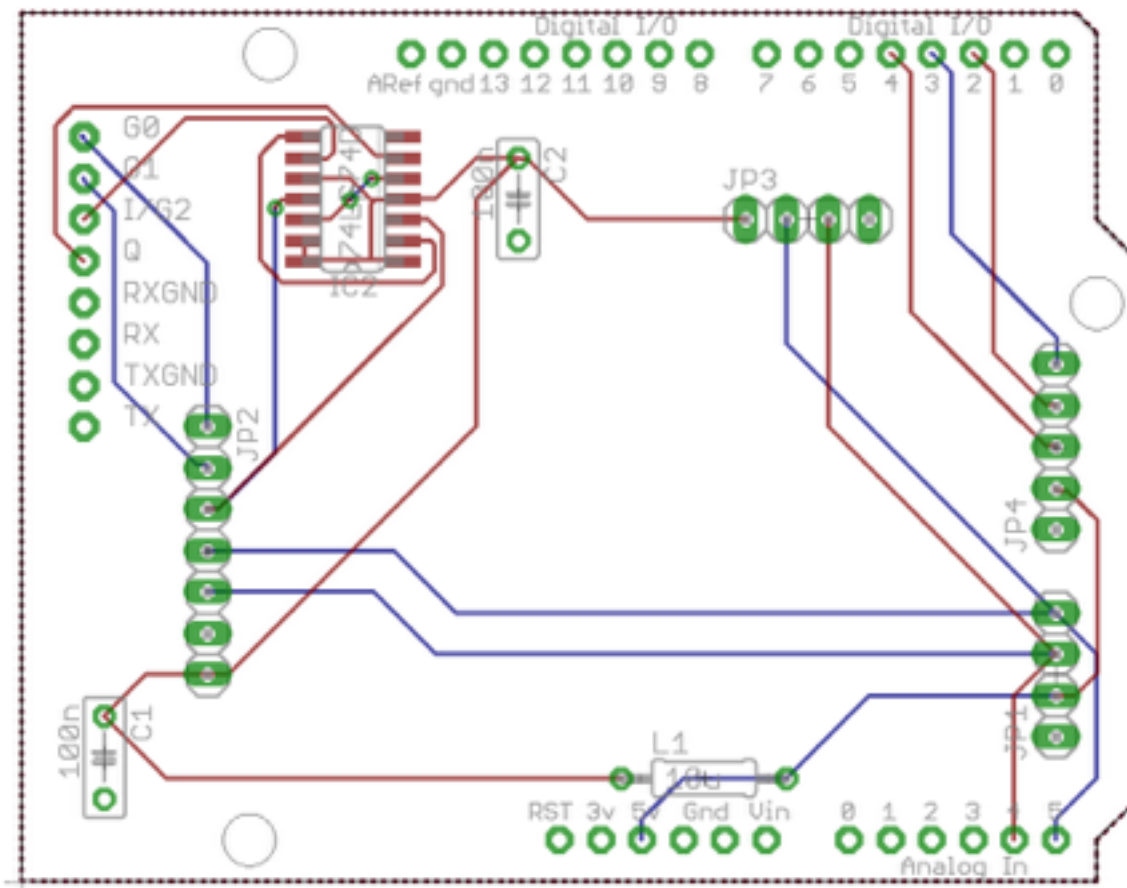 Digital I/O Digital I/O
ARef gnd 13 12 11 10 9 8 7 6 5 4 3 2 1 0
G0
G1
I/G2
Q
RXGND
RX
TXGND
TX
74LS74D
IC2
100n
C2
JP3
JP2
JP4
100n
C1
L1
10u
JP1
RST 3v 5v Gnd Vin 0 1 2 3 4 5
Analog In